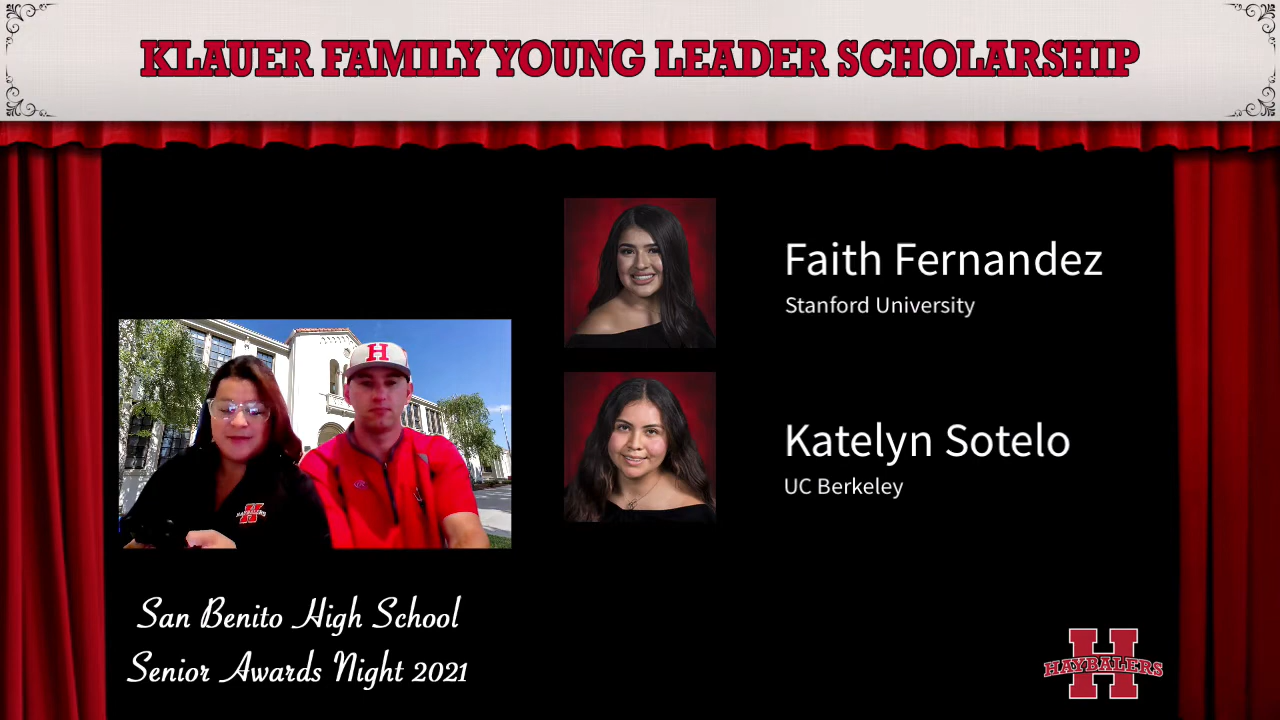 KLAUER FAMILY YOUNG LEADER SCHOLARSHIP
Faith Fernandez
Stanford University
H
HAYBALERS
Katelyn Sotelo
UC Berkeley
San Benito High School
Senior Awards Night 2021
H
HAYBALERS